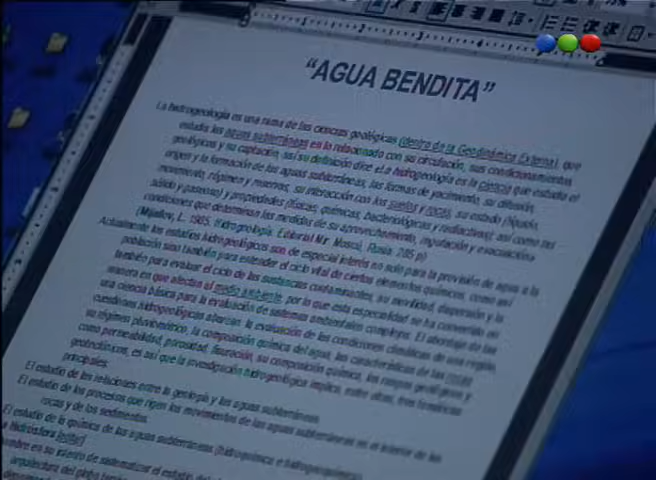 “AGUA BENDITA”
La hidrogeología es una rama de las ciencias geológicas (dentro de la Geodinámica Externa), que
estudia las aguas subterráneas en lo relacionado con su circulación, sus condicionamientos
geológicos y su captación, así su definición dice «La hidrogeología es la ciencia que estudia el
origen y la formación de las aguas subterráneas, las formas de yacimiento, su difusión,
movimiento, régimen y reservas, su interacción con los suelos y rocas, su estado (líquido,
sólido y gaseoso) y propiedades (físicas, químicas, bacteriológicas y radiactivas); así como las
condiciones que determinan las medidas de su aprovechamiento, regulación y evacuación»
(Mijailov, L. 1985. Hidrogeología. Editorial Mir. Moscú, Rusia. 285 p)
Actualmente los estudios hidrogeológicos son de especial interés no solo para la provisión de agua a la
población sino también para entender el ciclo vital de ciertos elementos químicos, como así
también para evaluar el ciclo de las sustancias contaminantes, su movilidad, dispersión y la
manera en que afectan al medio ambiente, por lo que esta especialidad se ha convertido en
una ciencia básica para la evaluación de sistemas ambientales complejos. El abordaje de las
cuestiones hidrogeológicas abarcan: la evaluación de las condiciones climáticas de una región,
su régimen pluviométrico, la composición química del agua, las características de las rocas
como permeabilidad, porosidad, fisuración, su composición química, los rasgos geológicos y
geotectónicos, es así que la investigación hidrogeológica implica, entre otras, tres temáticas
principales:
El estudio de las relaciones entre la geología y las aguas subterráneas
El estudio de los procesos que rigen los movimientos de las aguas subterráneas en el interior de las
rocas y de los sedimentos
El estudio de la química de las aguas subterráneas (hidroquímica e hidrogeoquímica)